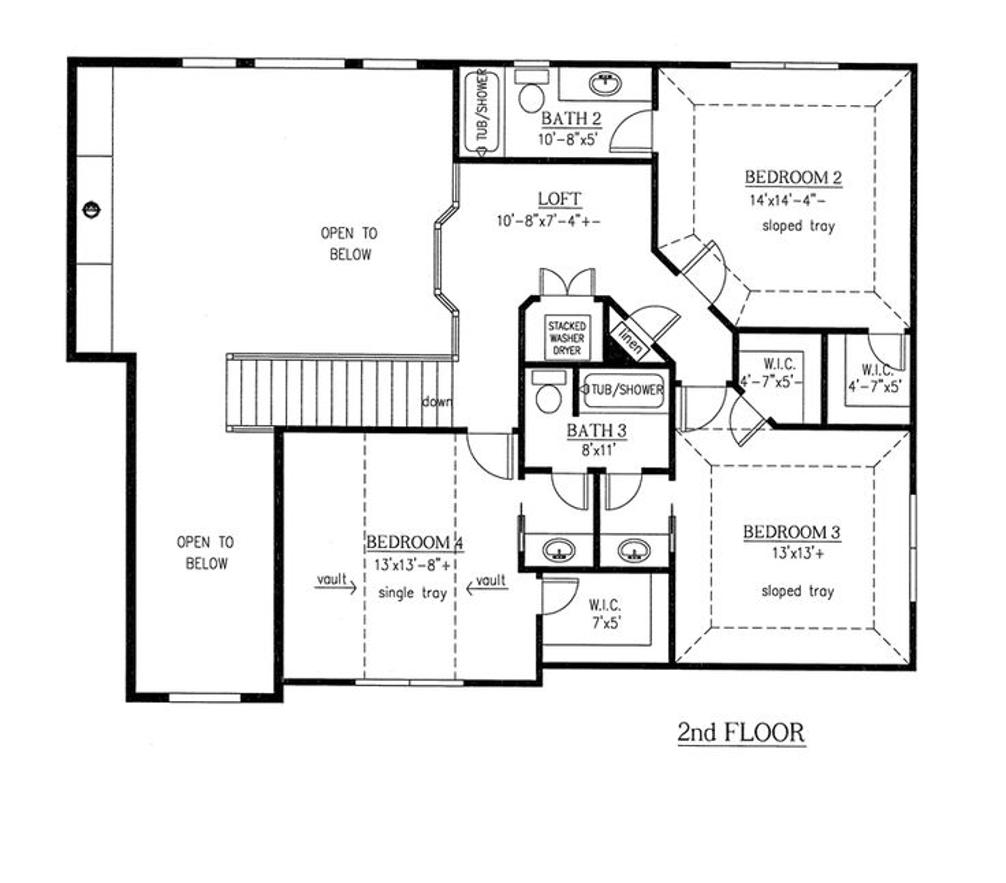 TUB/SHOWER
BATH 2
10'-8"x5'
BEDROOM 2
14'x14'-4"-
sloped tray
LOFT
10'-8"x7'-4"+-
OPEN TO
BELOW
STACKED
WASHER
DRYER
linen
W.I.C.
4'-7"x5'-
W.I.C.
4'-7"x5'
down
TUB/SHOWER
BATH 3
8'x11'
OPEN TO
BELOW
BEDROOM 4
13'x13'-8"+
single tray
vault
vault
BEDROOM 3
13'x13'+
sloped tray
W.I.C.
7'x5'
2nd FLOOR